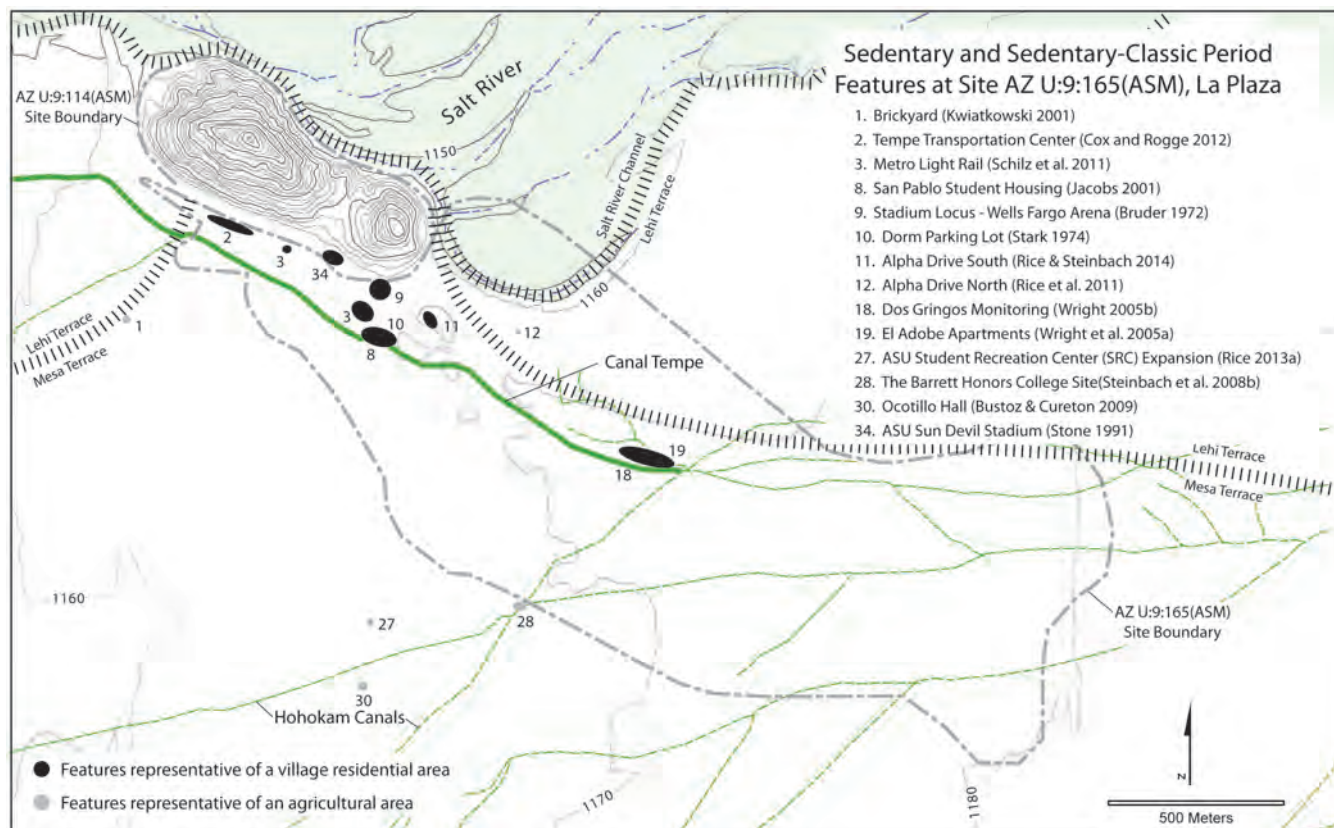 Sedentary and Sedentary-Classic Period
Features at Site AZ U:9:165(ASM), La Plaza
1. Brickyard (Kwiatkowski 2001)
2. Tempe Transportation Center (Cox and Rogge 2012)
3. Metro Light Rail (Schilz et al. 2011)
8. San Pablo Student Housing (Jacobs 2001)
9. Stadium Locus - Wells Fargo Arena (Bruder 1972)
10. Dorm Parking Lot (Stark 1974)
11. Alpha Drive South (Rice & Steinbach 2014)
12. Alpha Drive North (Rice et al. 2011)
18. Dos Gringos Monitoring (Wright 2005b)
19. El Adobe Apartments (Wright et al. 2005a)
27. ASU Student Recreation Center (SRC) Expansion (Rice 2013a)
28. The Barrett Honors College Site(Steinbach et al. 2008b)
30. Ocotillo Hall (Bustoz & Cureton 2009)
34. ASU Sun Devil Stadium (Stone 1991)
AZ U:9:114(ASM)
Site Boundary
Salt River
1150
Salt River Channel
Lehi Terrace
1160
2
3
34
9
3
10
11
12
8
1
Lehi Terrace
Mesa Terrace
Canal Tempe
19
18
Lehi Terrace
Mesa Terrace
1160
27
28
30
AZ U:9:165(ASM)
Site Boundary
Hohokam Canals
1170
1180
Features representative of a village residential area
Features representative of an agricultural area
N
500 Meters